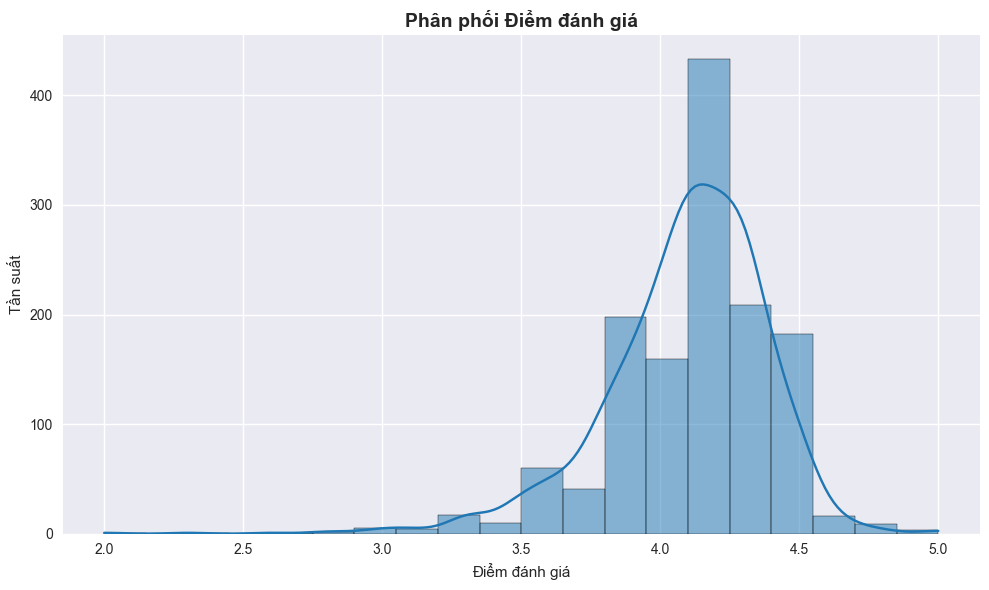 Phân phối Điểm đánh giá
400
300
200
100
0
Tần suất
2.0 2.5 3.0 3.5 4.0 4.5 5.0
Điểm đánh giá